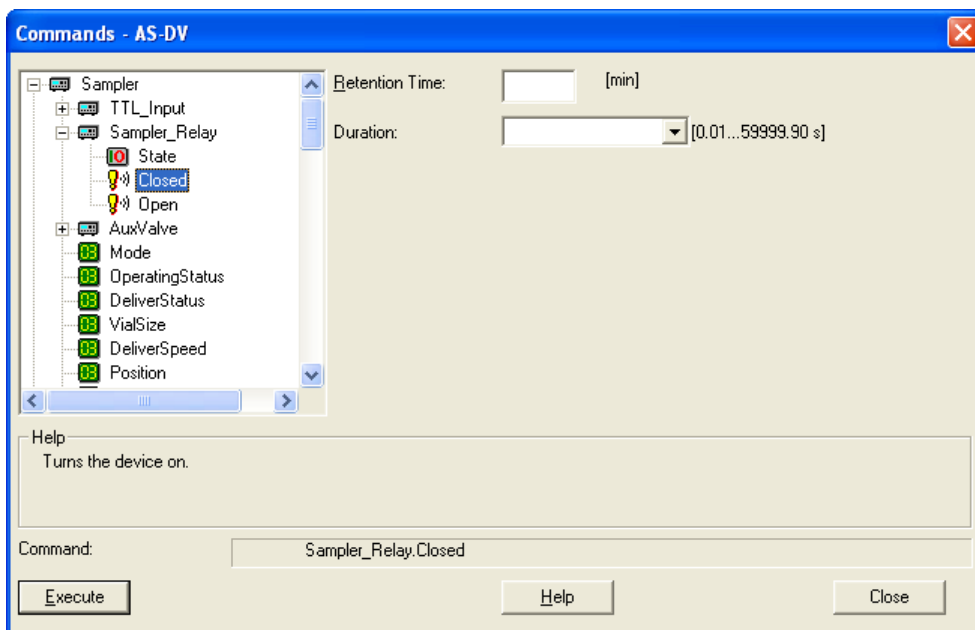 Commands - AS-DV
Sampler
TTL_Input
Sampler_Relay
State
Closed
Open
AuxValve
Mode
OperatingStatus
DeliverStatus
VialSize
DeliverSpeed
Position
Retention Time: [min]
Duration: [0.01...59999.90 s]
Help
Turns the device on.
Command: Sampler_Relay.Closed
Execute Help Close